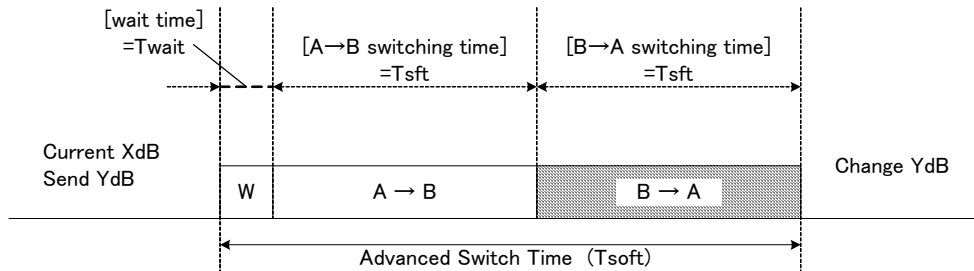 [wait time]
=Twait
[A→B switching time]
=Tsft
[B→A switching time]
=Tsft
Current XdB
Send YdB
W
A → B
B → A
Change YdB
Advanced Switch Time (Tsoft)